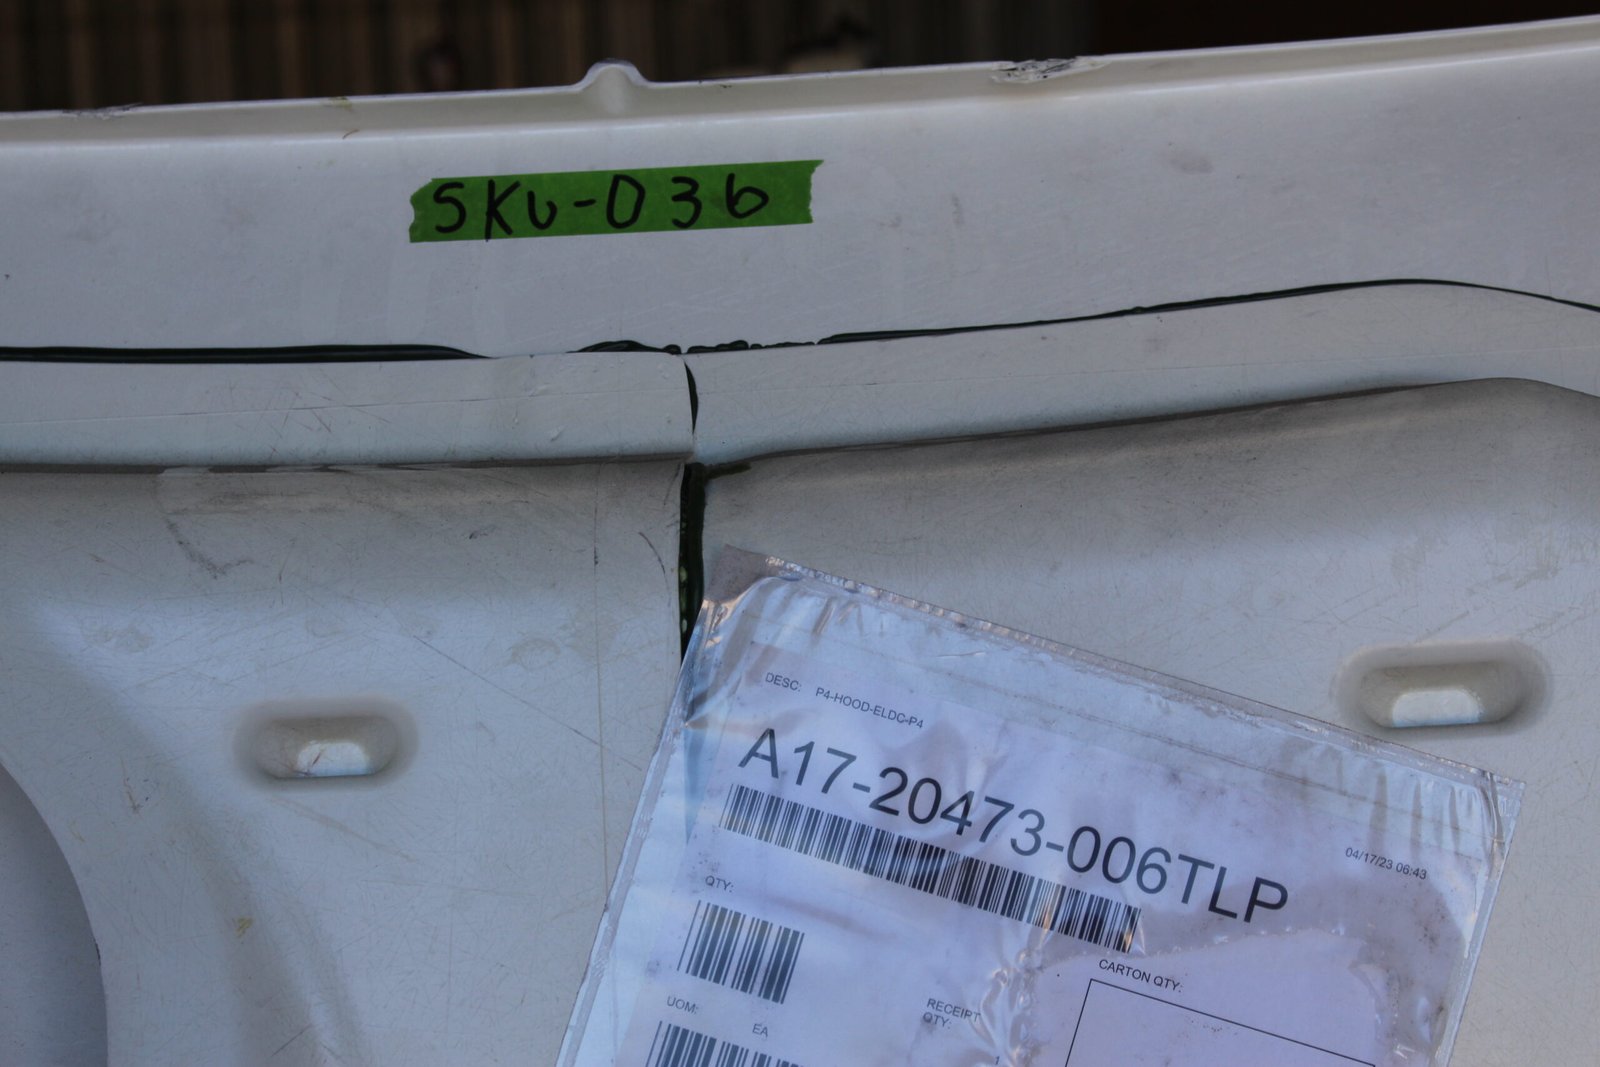 SKU-036
DESC: P4-HOOD-ELDC-P4
A17-20473-006TLP
04/17/23 06:43
QTY:
CARTON QTY:
UOM:
EA
RECEIPT
QTY:
1